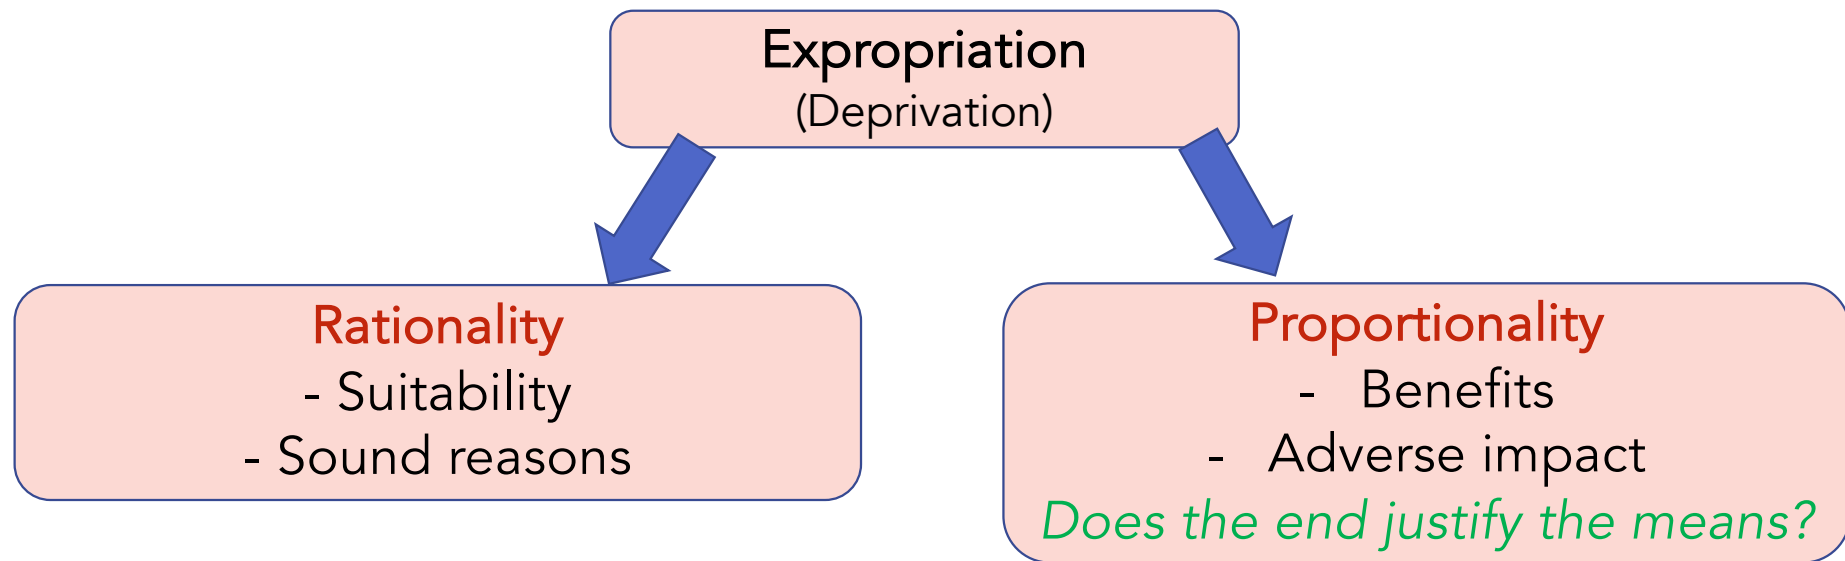 Expropriation
(Deprivation)
Rationality
- Suitability
- Sound reasons
Proportionality
- Benefits
- Adverse impact
Does the end justify the means?